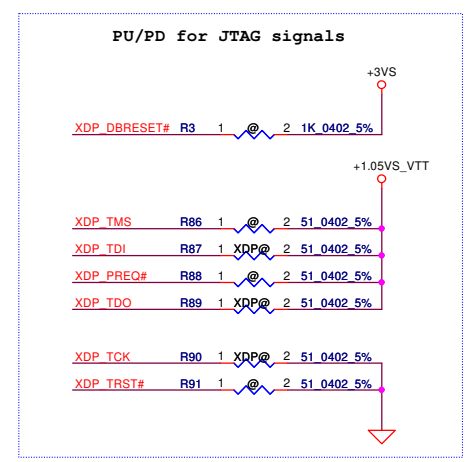 PU/PD for JTAG signals
+3VS
XDP_DBRESET# R3 1 @ 2 1K_0402_5%
+1.05VS_VTT
XDP_TMS R86 1 @ 2 51_0402_5%
XDP_TDI R87 1 XDP@ 2 51_0402_5%
XDP_PREQ# R88 1 @ 2 51_0402_5%
XDP_TDO R89 1 XDP@ 2 51_0402_5%
XDP_TCK R90 1 XDP@ 2 51_0402_5%
XDP_TRST# R91 1 @ 2 51_0402_5%